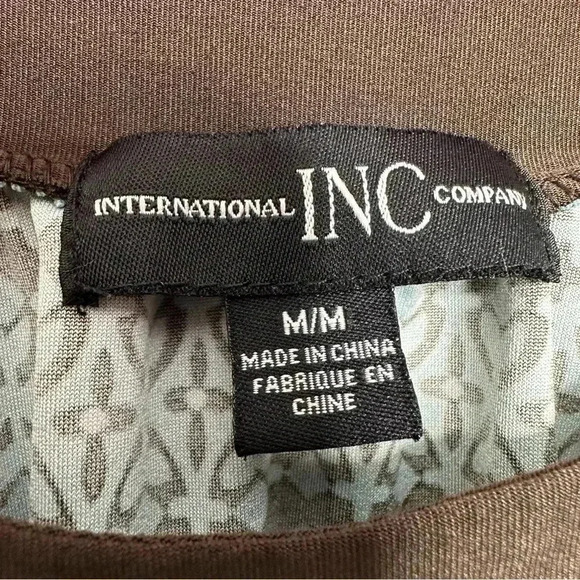 INTERNATIONAL INC COMPANY
M/M
MADE IN CHINA
FABRIQUE EN
CHINE